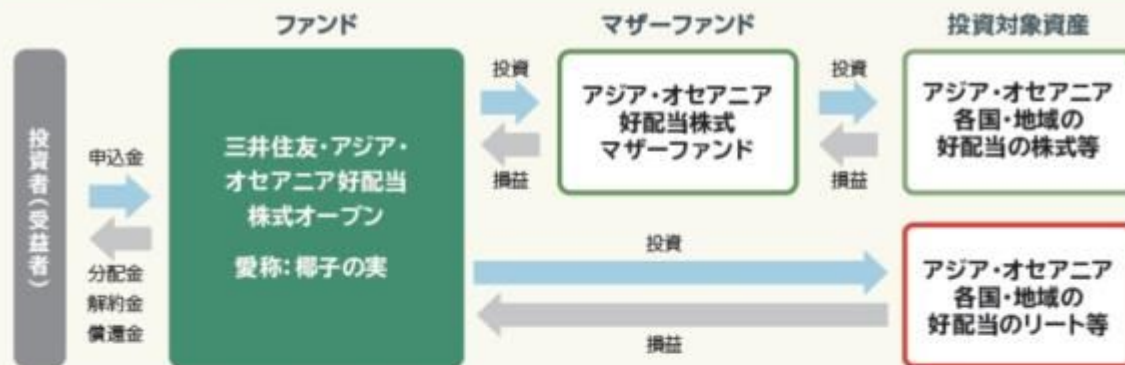 ファンド
マザーファンド
投資対象資産
投資者（受益者）
申込金
分配金
解約金
償還金
三井住友・アジア・
オセアニア好配当
株式オープン
愛称：椰子の実
投資
損益
アジア・オセアニア
好配当株式
マザーファンド
投資
損益
アジア・オセアニア
各国・地域の
好配当の株式等
投資
損益
アジア・オセアニア
各国・地域の
好配当のリート等